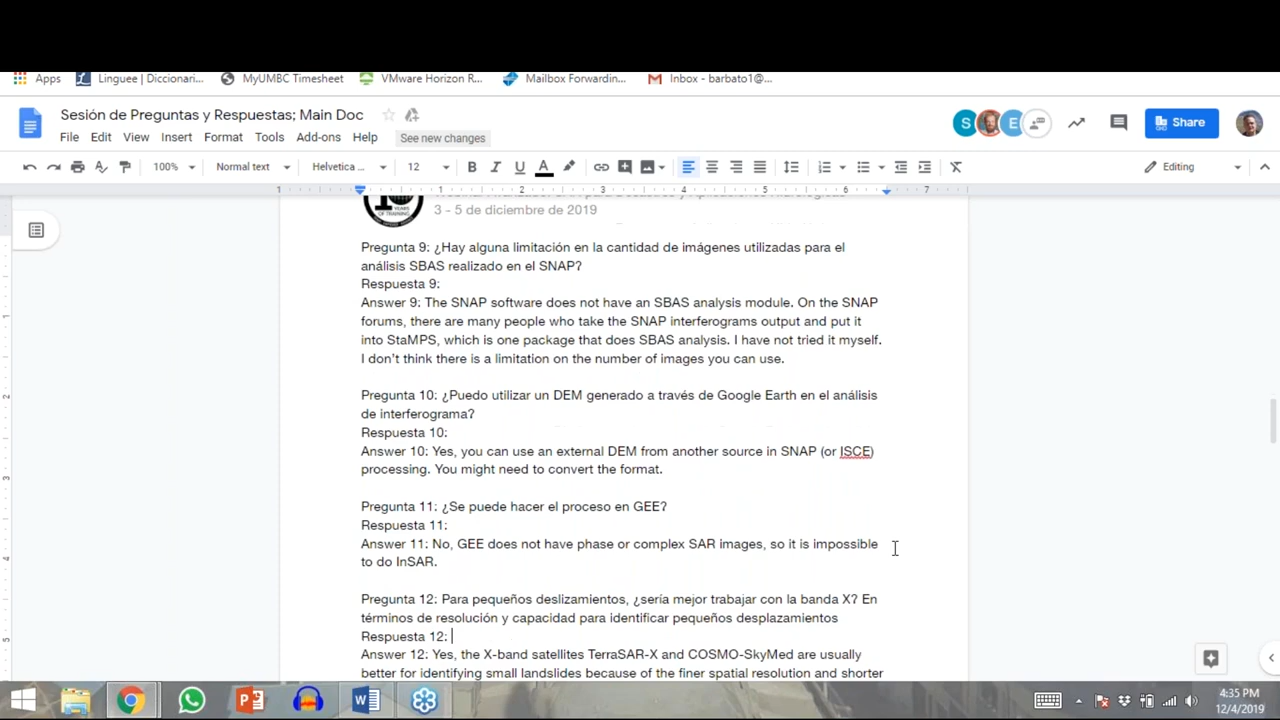 Apps Linguee | Diccionari... MyUMBC Timesheet VMware Horizon R... Mailbox Forwardin... Inbox - barbato1@...
Sesión de Preguntas y Respuestas; Main Doc
File Edit View Insert Format Tools Add-ons Help See new changes
S E Share
100% Normal text Helvetica ... 12 B I U A Editing
1 1 2 3 4 5 6 7
10
YEARS
OF TRAINING
3 - 5 de diciembre de 2019
Pregunta 9: ¿Hay alguna limitación en la cantidad de imágenes utilizadas para el
análisis SBAS realizado en el SNAP?
Respuesta 9:
Answer 9: The SNAP software does not have an SBAS analysis module. On the SNAP
forums, there are many people who take the SNAP interferograms output and put it
into StaMPS, which is one package that does SBAS analysis. I have not tried it myself.
I don't think there is a limitation on the number of images you can use.
Pregunta 10: ¿Puedo utilizar un DEM generado a través de Google Earth en el análisis
de interferograma?
Respuesta 10:
Answer 10: Yes, you can use an external DEM from another source in SNAP (or ISCE)
processing. You might need to convert the format.
Pregunta 11: ¿Se puede hacer el proceso en GEE?
Respuesta 11:
Answer 11: No, GEE does not have phase or complex SAR images, so it is impossible
to do InSAR.
Pregunta 12: Para pequeños deslizamientos, ¿sería mejor trabajar con la banda X? En
términos de resolución y capacidad para identificar pequeños desplazamientos
Respuesta 12:
Answer 12: Yes, the X-band satellites TerraSAR-X and COSMO-SkyMed are usually
better for identifying small landslides because of the finer spatial resolution and shorter
4:35 PM
12/4/2019